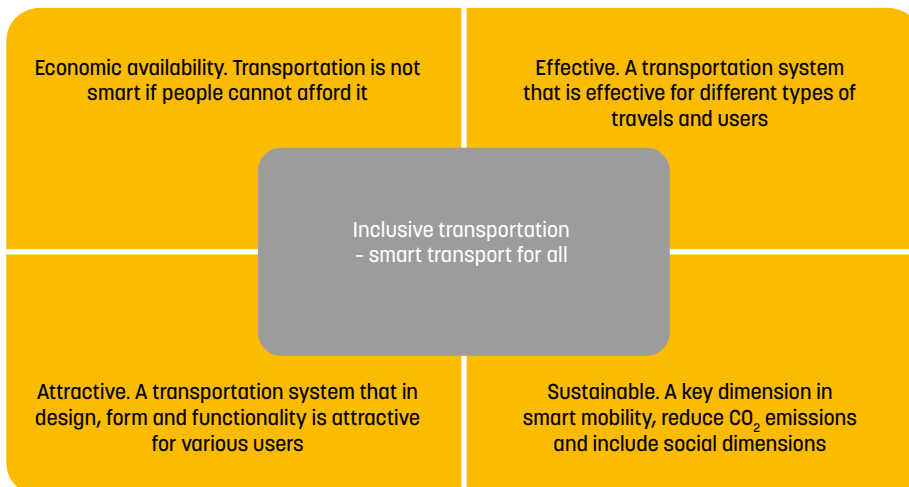 Economic availability. Transportation is not
smart if people cannot afford it
Effective. A transportation system
that is effective for different types of
travels and users
Inclusive transportation
– smart transport for all
Attractive. A transportation system that in
design, form and functionality is attractive
for various users
Sustainable. A key dimension in
smart mobility, reduce CO₂ emissions
and include social dimensions